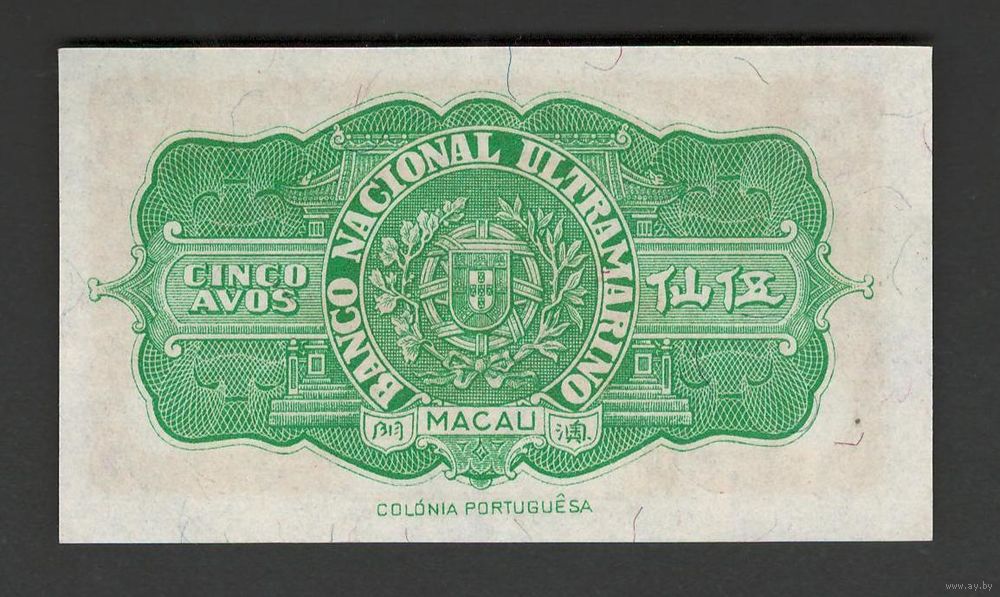 BANCO NACIONAL ULTRAMARINO
CINCO
AVOS
伍仙
澳
MACAU
門
COLÓNIA PORTUGUÊSA
www.ay.by